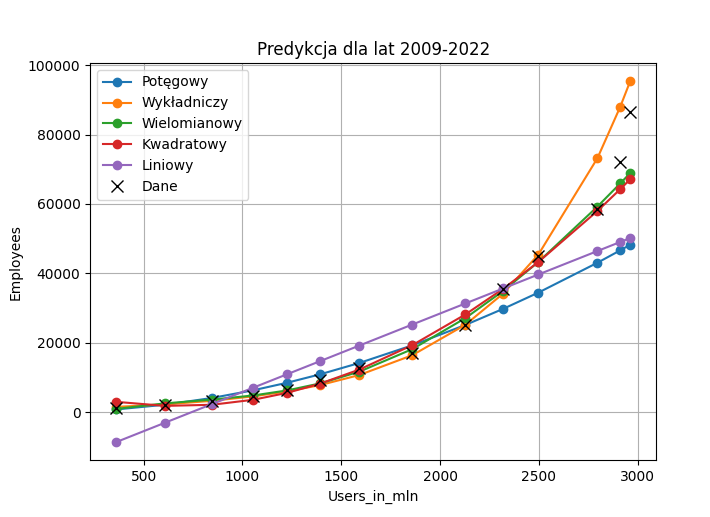 Predykcja dla lat 2009-2022
100000
80000
60000
40000
20000
0
Employees
Potęgowy
Wykładniczy
Wielomianowy
Kwadratowy
Liniowy
Dane
500 1000 1500 2000 2500 3000
Users_in_mln